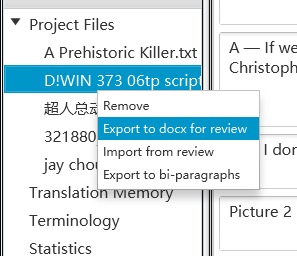 Project Files
A Prehistoric Killer.txt
D!WIN 373 06tp script
超人总动
321880
jay chou
Translation Memory
Terminology
Statistics
Remove
Export to docx for review
Import from review
Export to bi-paragraphs
A — If we
Christoph
I don
Picture 2